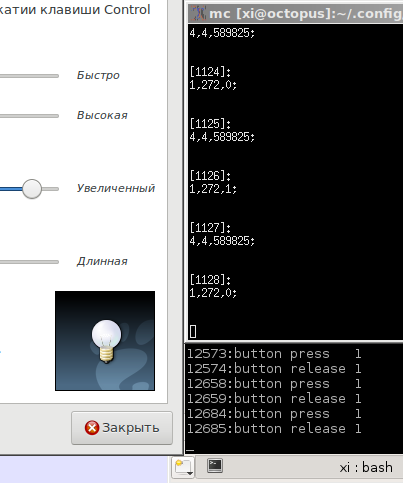 катии клавиши Control
Быстро
Высокая
Увеличенный
Длинная
Закрыть
mc [xi@octopus]:~/.config/
4,4,589825;
[1124]:
1,272,0;
[1125]:
4,4,589825;
[1126]:
1,272,1;
[1127]:
4,4,589825;
[1128]:
1,272,0;
12573:button press 1
12574:button release 1
12658:button press 1
12659:button release 1
12684:button press 1
12685:button release 1
xi : bash